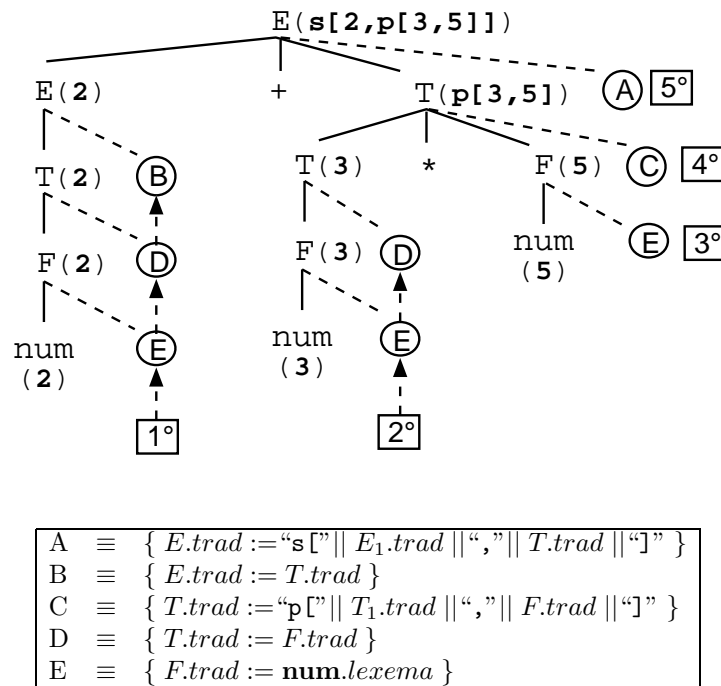 E(s[2,p[3,5]])
E(2) + T(p[3,5]) A 5°
T(2) B T(3) * F(5) C 4°
F(2) D F(3) D num E 3°
(5)
num E num E
(2) (3)
1° 2°
A ≡ { E.trad :=“s[”|| E₁.trad ||“,”|| T.trad ||“]” }
B ≡ { E.trad := T.trad }
C ≡ { T.trad :=“p[”|| T₁.trad ||“,”|| F.trad ||“]” }
D ≡ { T.trad := F.trad }
E ≡ { F.trad := num.lexema }